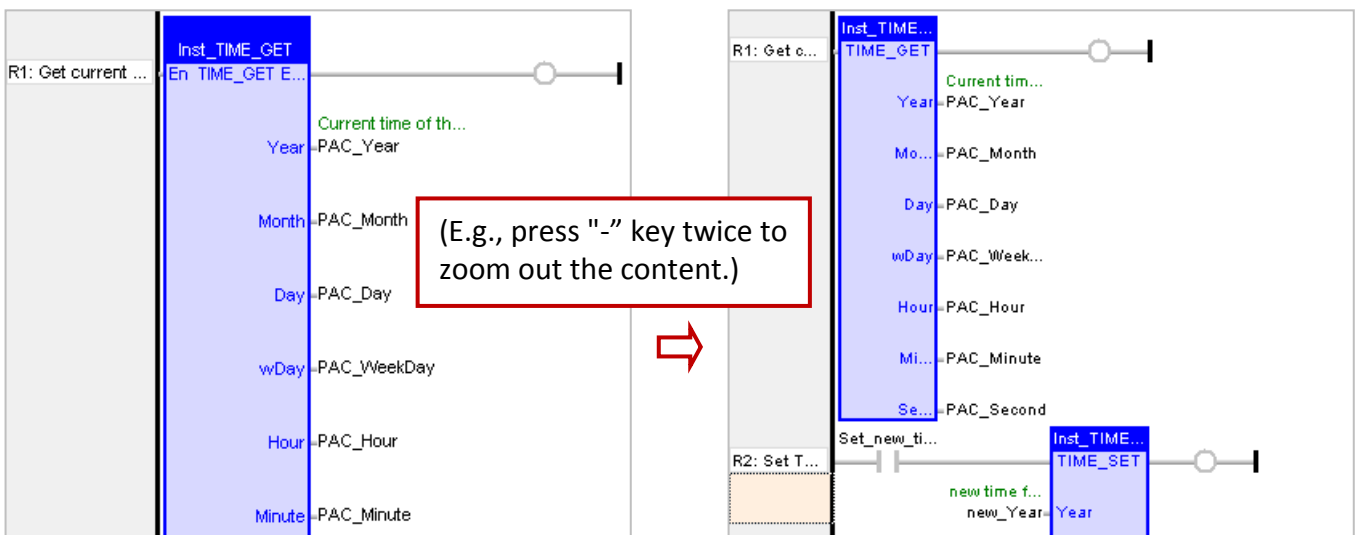 Inst_TIME_GET
R1: Get current ...
En TIME_GET E...
Current time of th...
Year PAC_Year
Month PAC_Month
Day PAC_Day
wDay PAC_WeekDay
Hour PAC_Hour
Minute PAC_Minute
(E.g., press "-” key twice to
zoom out the content.)
Inst_TIME...
R1: Get c...
TIME_GET
Current tim...
Year PAC_Year
Mo... PAC_Month
Day PAC_Day
wDay PAC_Week...
Hour PAC_Hour
Mi... PAC_Minute
Se... PAC_Second
Set_new_ti...
Inst_TIME...
R2: Set T...
TIME_SET
new time f...
new_Year Year